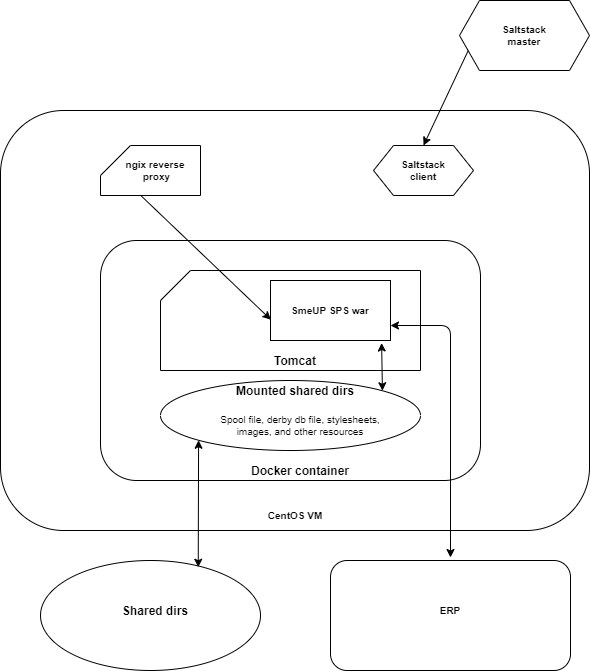 Saltstack
master
ngix reverse
proxy
Saltstack
client
SmeUP SPS war
Tomcat
Mounted shared dirs
Spool file, derby db file, stylesheets,
images, and other resources
Docker container
CentOS VM
Shared dirs
ERP